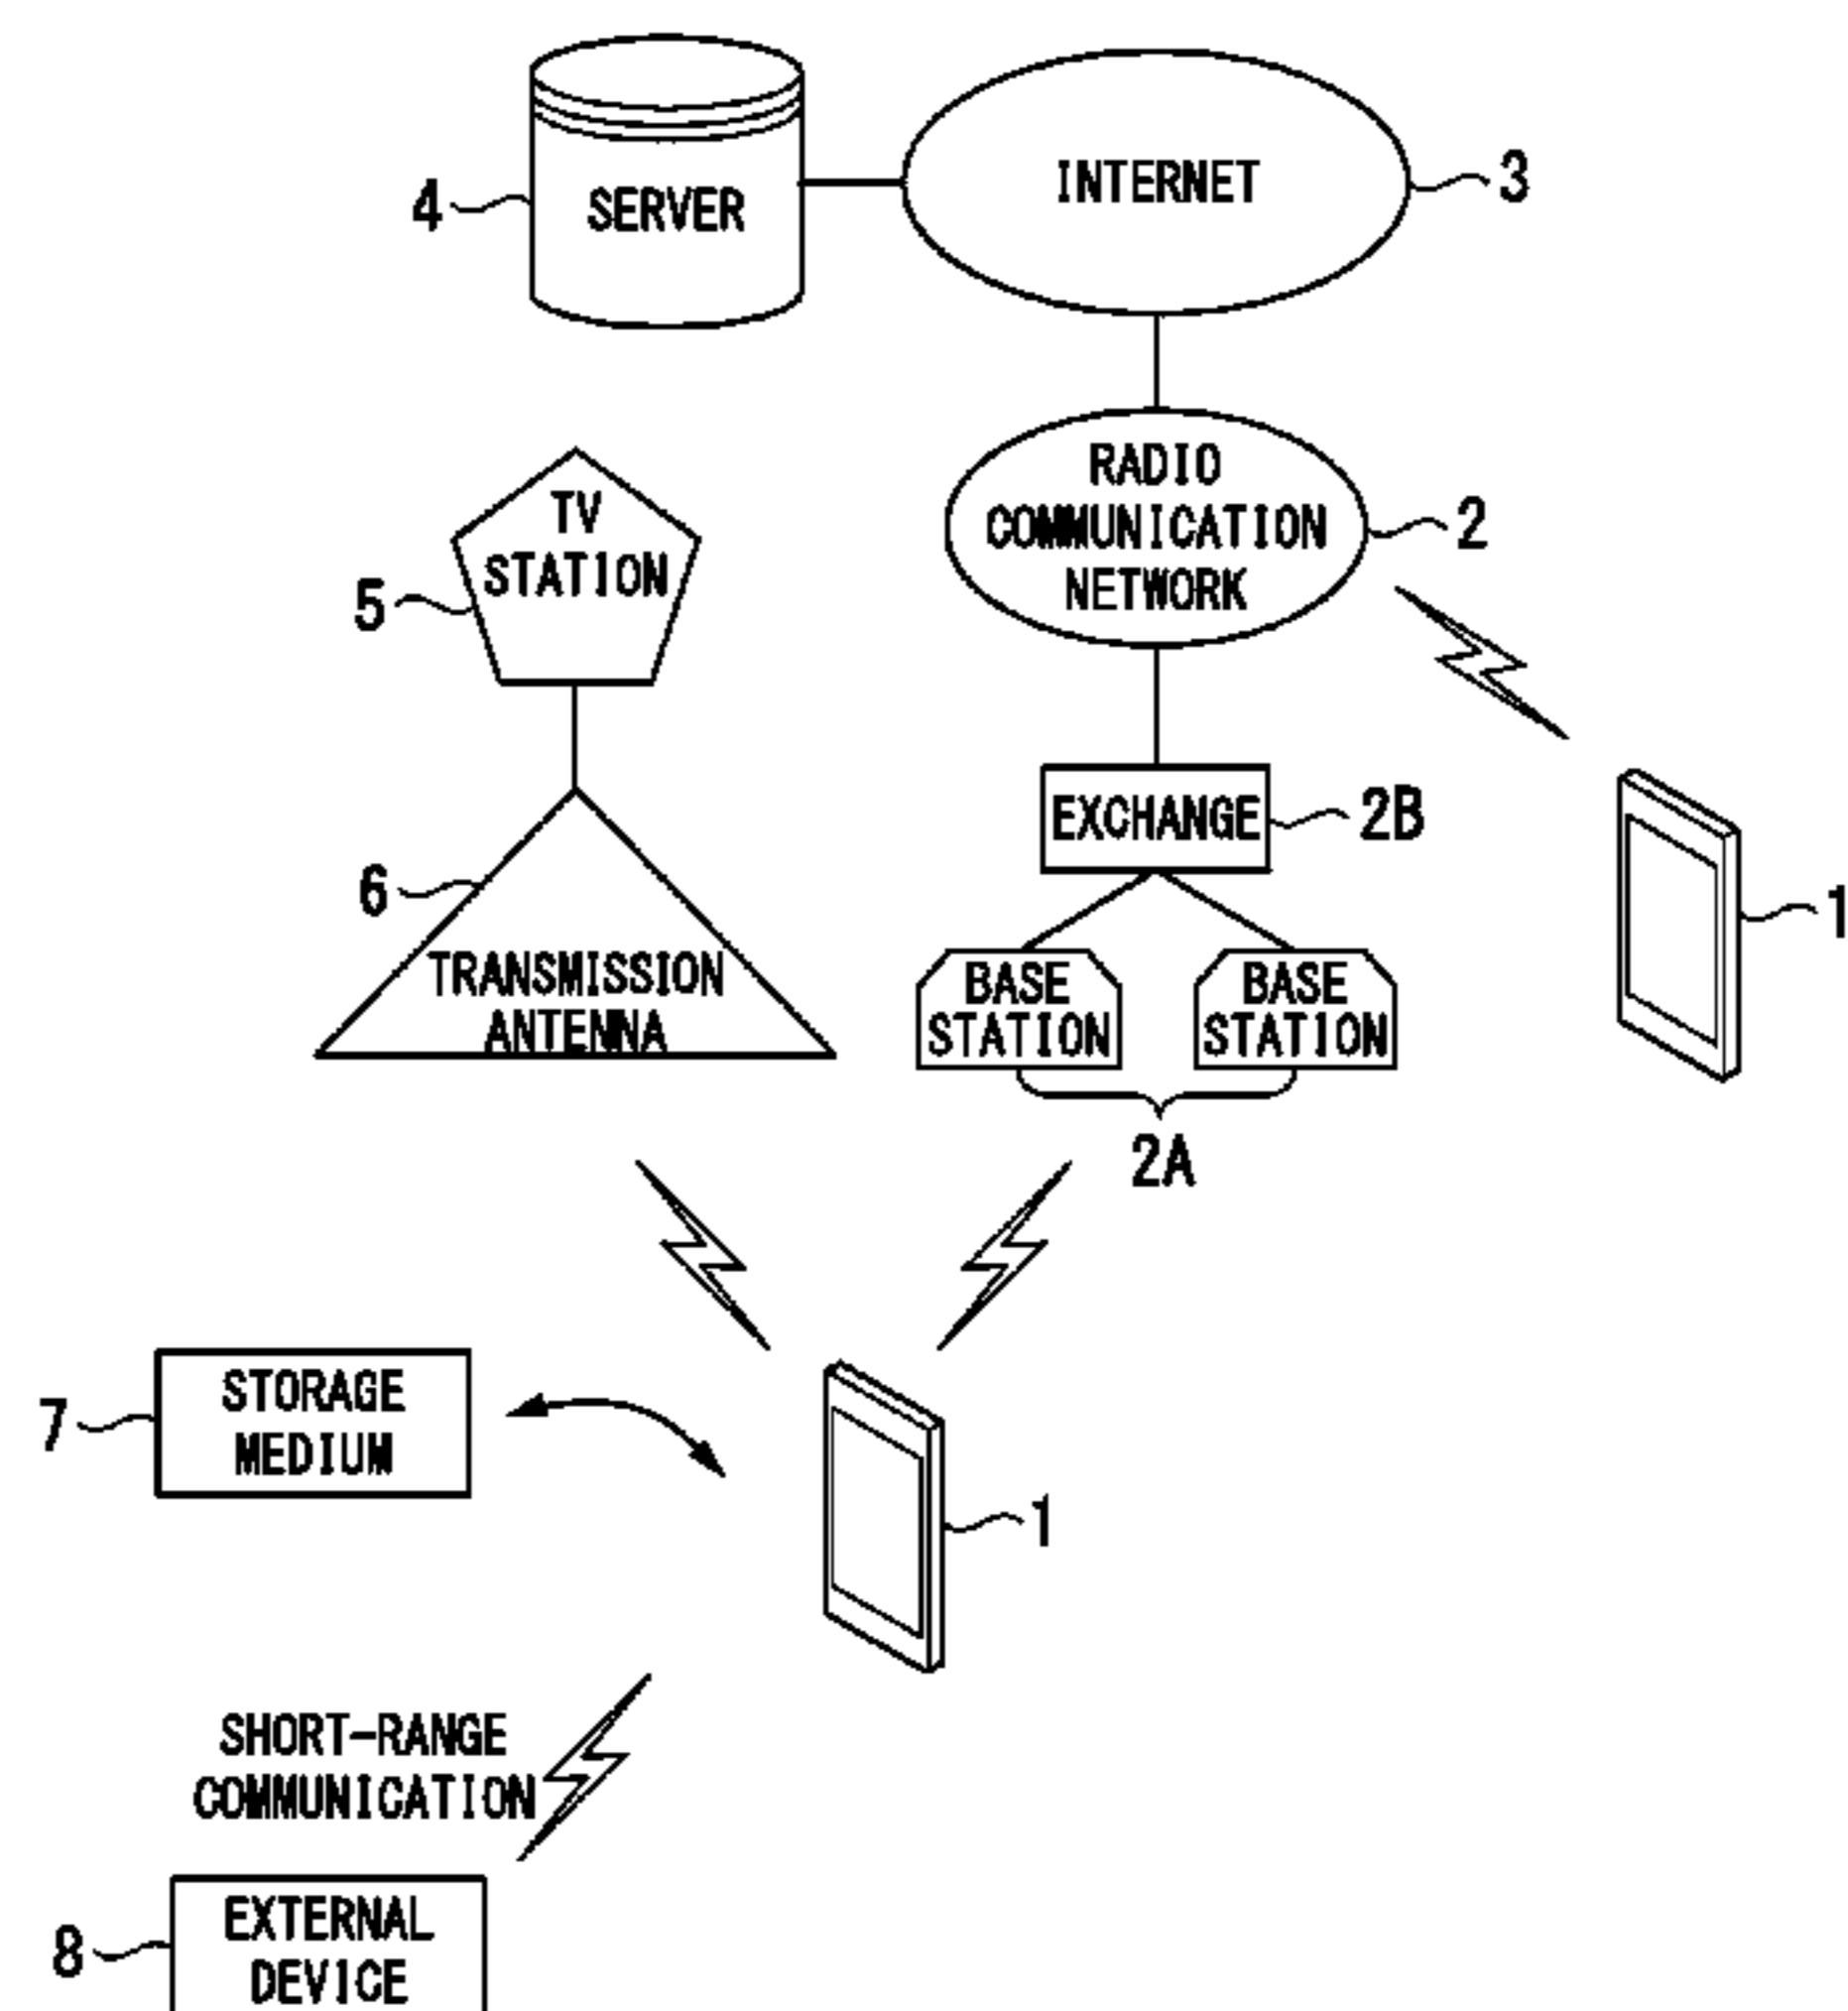 SERVER
4
INTERNET
3
RADIO
COMMUNICATION
NETWORK
2
TV
STATION
5
EXCHANGE
2B
1
6
TRANSMISSION
ANTENNA
BASE
STATION
BASE
STATION
2A
STORAGE
MEDIUM
7
1
SHORT-RANGE
COMMUNICATION
EXTERNAL
DEVICE
8